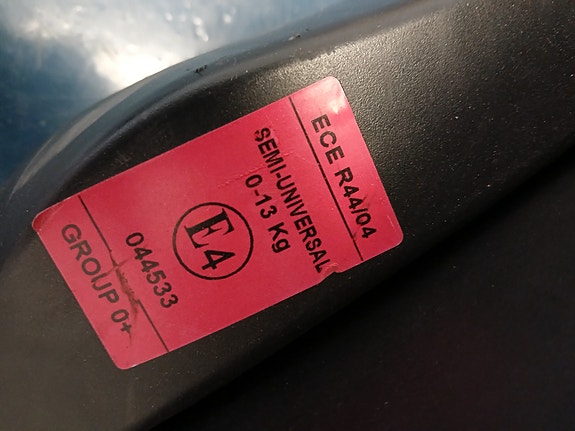 ECE R44/04
SEMI-UNIVERSAL
0-13 Kg
E4
044533
GROUP 0+